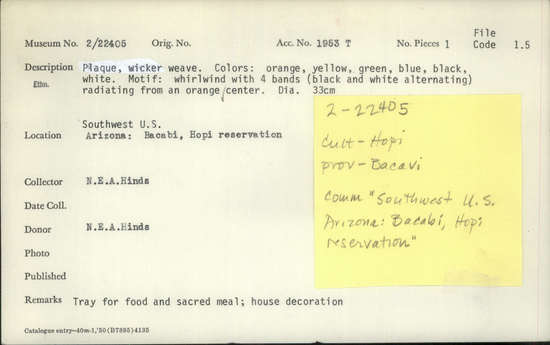 Museum No. 2/22405 Orig. No. Acc. No. 1953 T No. Pieces 1 File Code 1.5
Description Plaque, wicker weave. Colors: orange, yellow, green, blue, black,
white. Motif: whirlwind with 4 bands (black and white alternating)
Ethn. radiating from an orange center. Dia. 33cm
Southwest U.S.
Location Arizona: Bacabi, Hopi reservation
Collector N.E.A.Hinds
Date Coll.
Donor N.E.A.Hinds
Photo
Published
Remarks Tray for food and sacred meal; house decoration
Catalogue entry—40m-1,'50(B7895)4135
2-22405
Cult-Hopi
prov-Bacavi
Comm "Southwest U.S.
Arizona: Bacabi, Hopi
reservation"